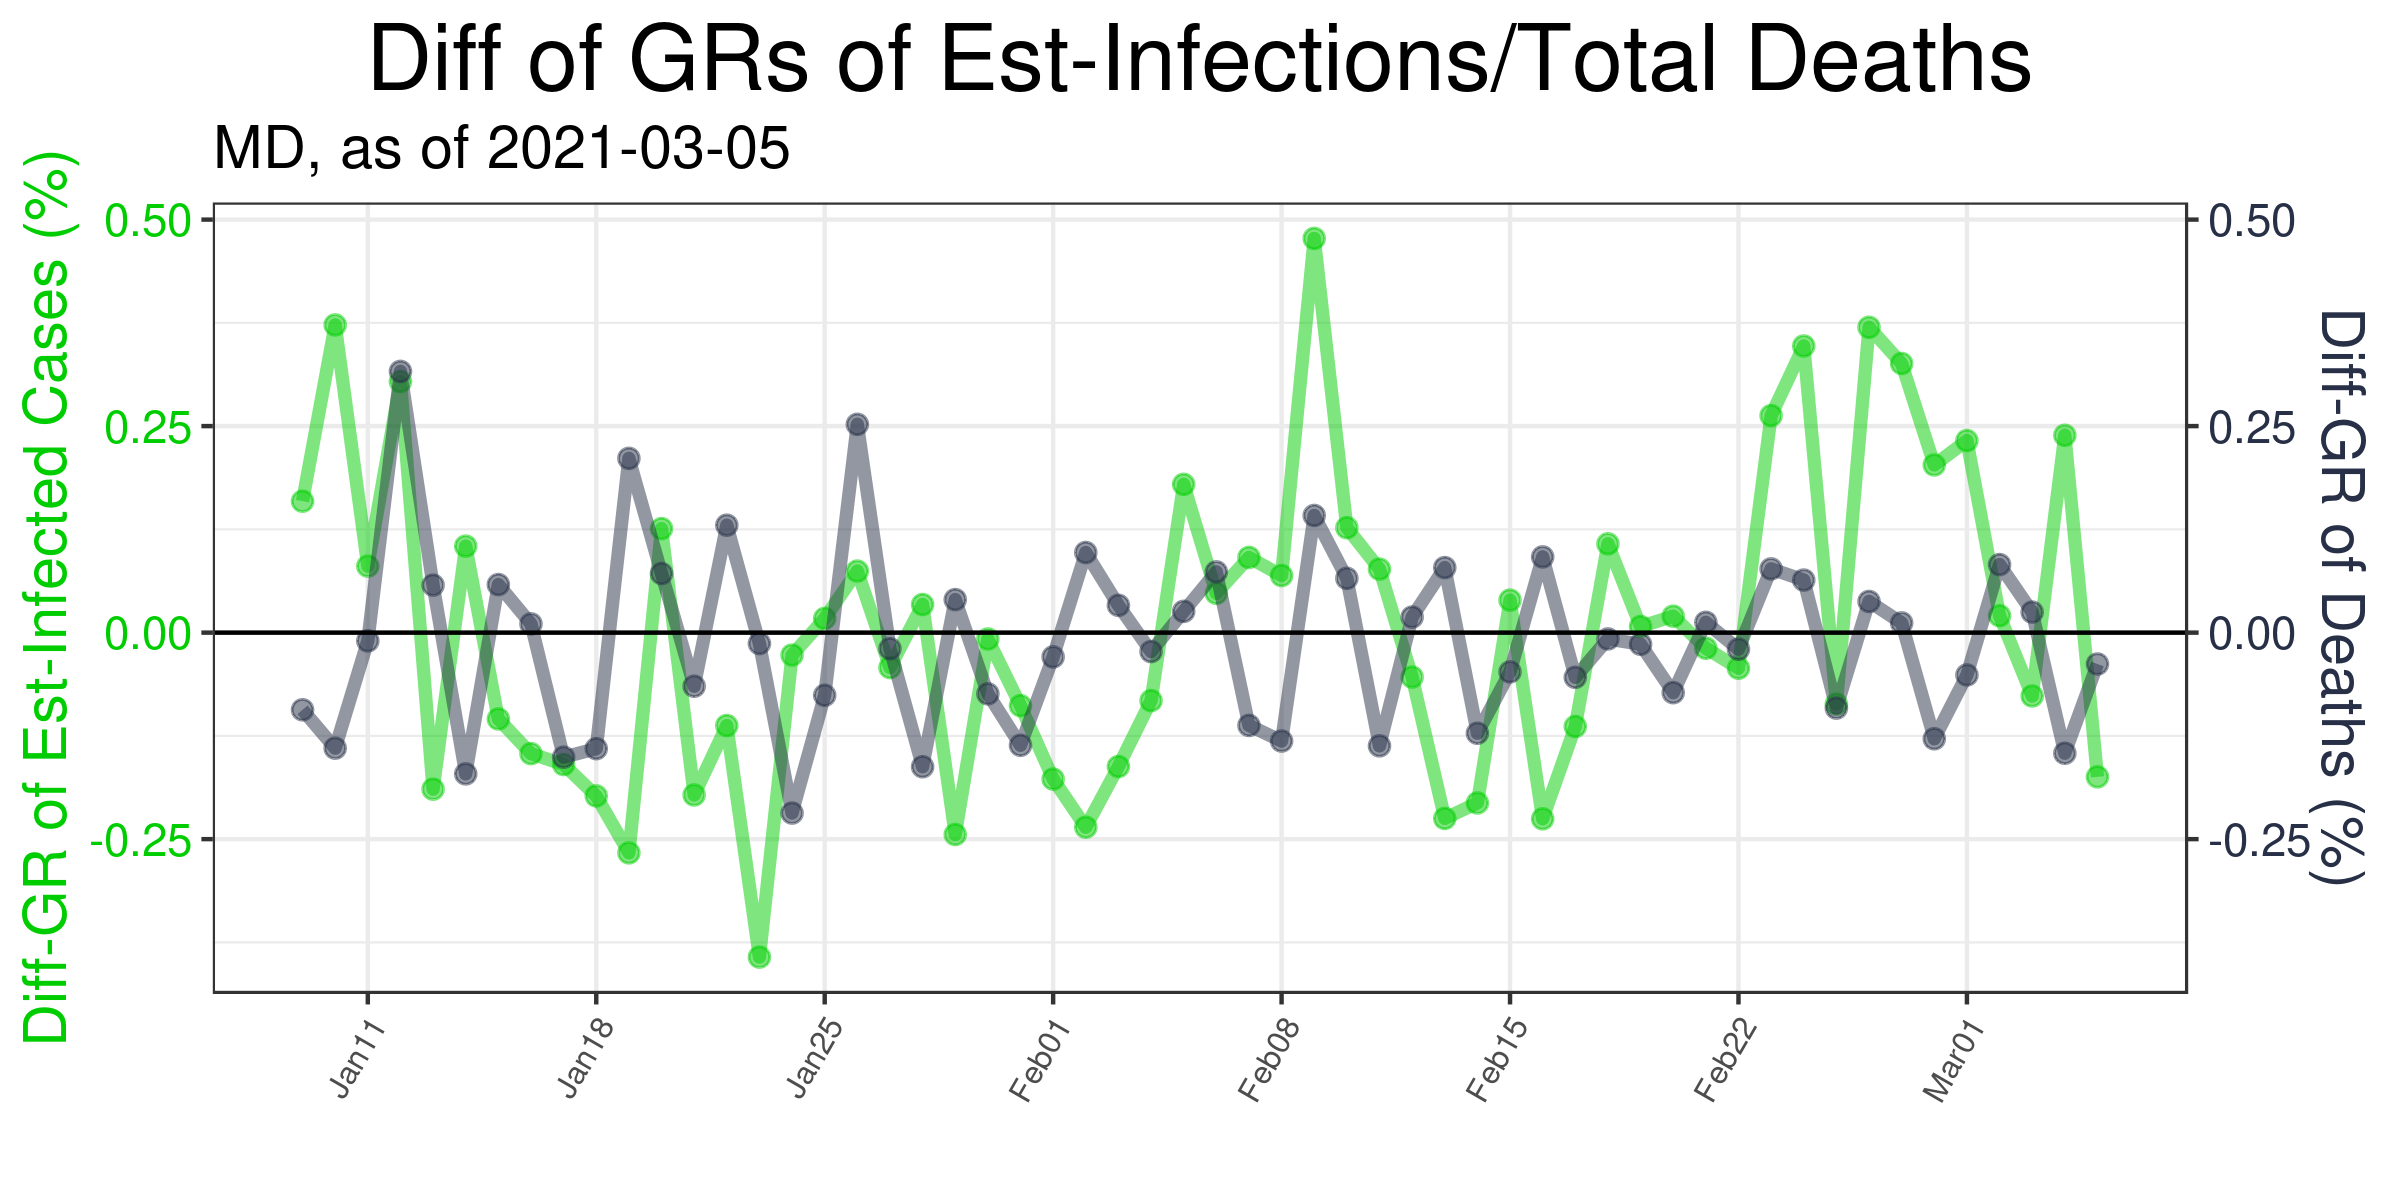 Diff of GRs of Est-Infections/Total Deaths
MD, as of 2021-03-05
Diff-GR of Est-Infected Cases (%)
0.50
0.25
0.00
-0.25
0.50
0.25
0.00
-0.25
Diff-GR of Deaths (%)
Jan11
Jan18
Jan25
Feb01
Feb08
Feb15
Feb22
Mar01